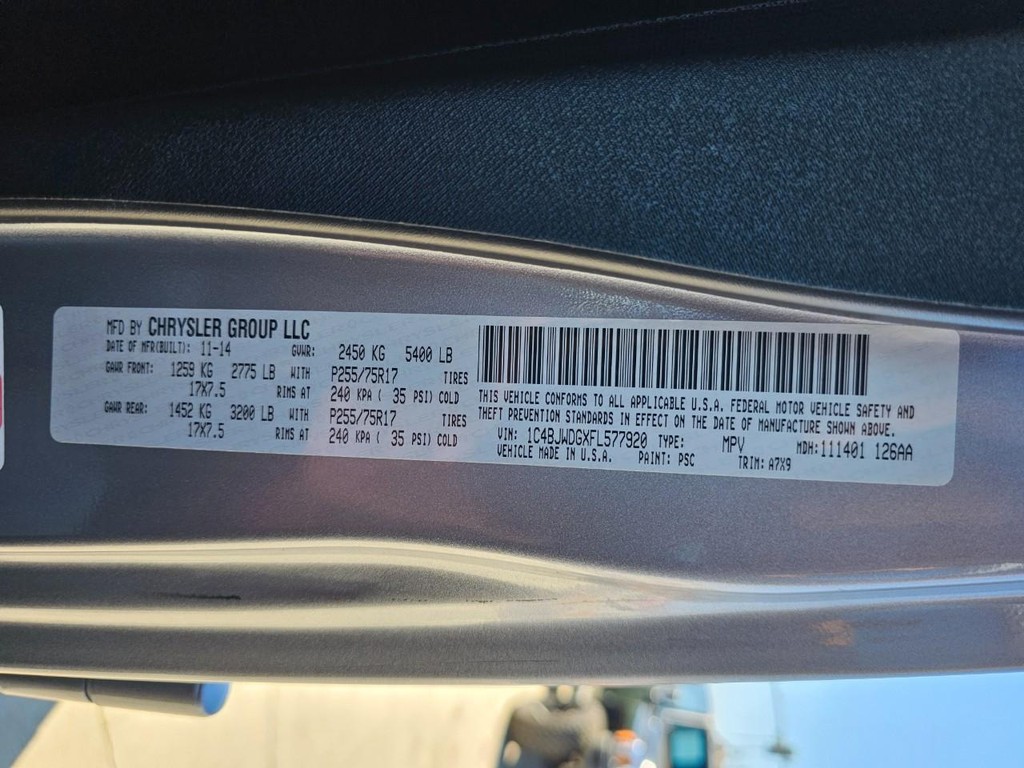 MFD BY CHRYSLER GROUP LLC
DATE OF MFR(BUILT): 11-14 GVWR: 2450 KG 5400 LB
GAWR FRONT: 1259 KG 2775 LB WITH P255/75R17 TIRES
17X7.5 RIMS AT 240 KPA ( 35 PSI) COLD
GAWR REAR: 1452 KG 3200 LB WITH P255/75R17 TIRES
17X7.5 RIMS AT 240 KPA ( 35 PSI) COLD
THIS VEHICLE CONFORMS TO ALL APPLICABLE U.S.A. FEDERAL MOTOR VEHICLE SAFETY AND
THEFT PREVENTION STANDARDS IN EFFECT ON THE DATE OF MANUFACTURE SHOWN ABOVE.
VIN: 1C4BJWDGXFL577920 TYPE: MPV MDH:111401 126AA
VEHICLE MADE IN U.S.A. PAINT: PSC TRIM: A7X9